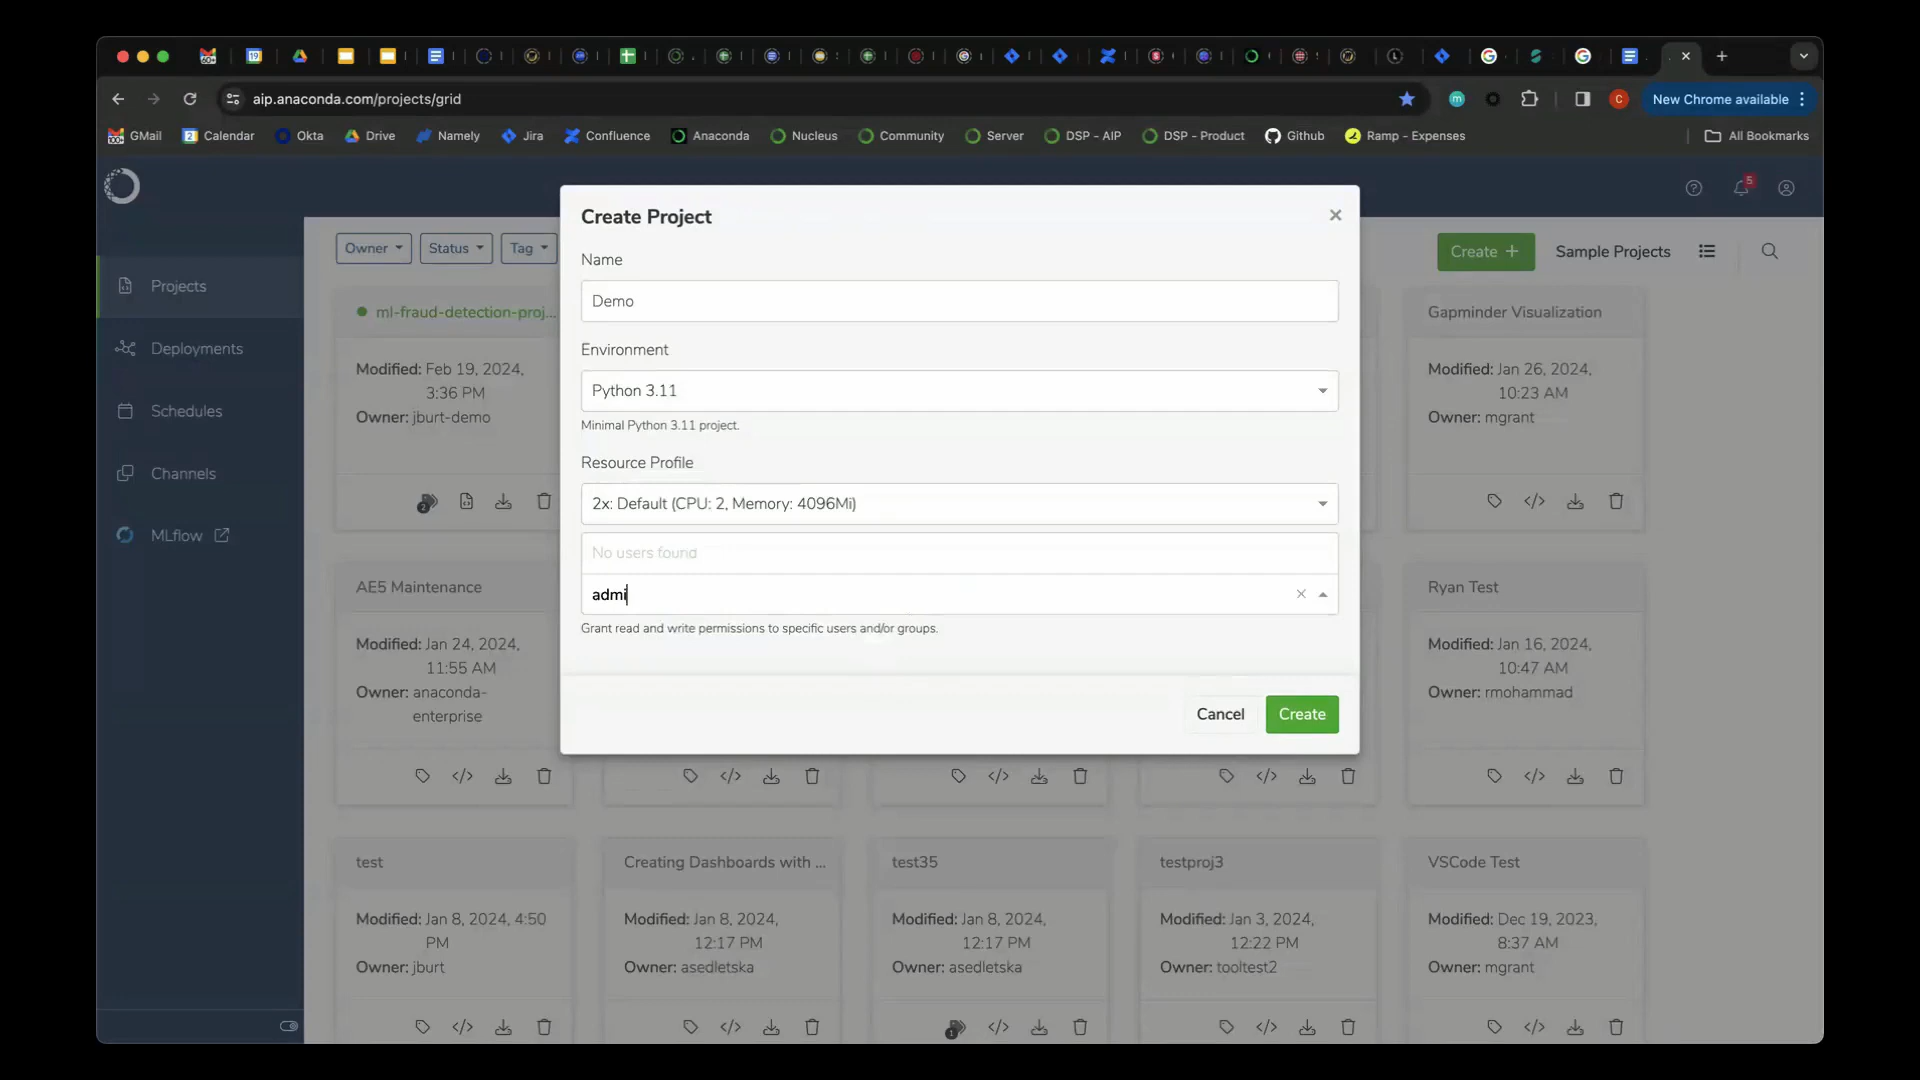 aip.anaconda.com/projects/grid
New Chrome available
GMail
Calendar
Okta
Drive
Namely
Jira
Confluence
Anaconda
Nucleus
Community
Server
DSP - AIP
DSP - Product
Github
Ramp - Expenses
All Bookmarks
5
Projects
Deployments
Schedules
Channels
MLflow
Owner
Status
Tag
Create +
Sample Projects
Create Project
Name
Demo
Environment
Python 3.11
Minimal Python 3.11 project.
Resource Profile
2x: Default (CPU: 2, Memory: 4096Mi)
No users found
admi
Grant read and write permissions to specific users and/or groups.
Cancel
Create
ml-fraud-detection-proj...
Modified: Feb 19, 2024,
3:36 PM
Owner: jburt-demo
2
Gapminder Visualization
Modified: Jan 26, 2024,
10:23 AM
Owner: mgrant
AE5 Maintenance
Modified: Jan 24, 2024,
11:55 AM
Owner: anaconda-
enterprise
Ryan Test
Modified: Jan 16, 2024,
10:47 AM
Owner: rmohammad
test
Modified: Jan 8, 2024, 4:50
PM
Owner: jburt
Creating Dashboards with ...
Modified: Jan 8, 2024,
12:17 PM
Owner: asedletska
test35
Modified: Jan 8, 2024,
12:17 PM
Owner: asedletska
1
testproj3
Modified: Jan 3, 2024,
12:22 PM
Owner: tooltest2
VSCode Test
Modified: Dec 19, 2023,
8:37 AM
Owner: mgrant